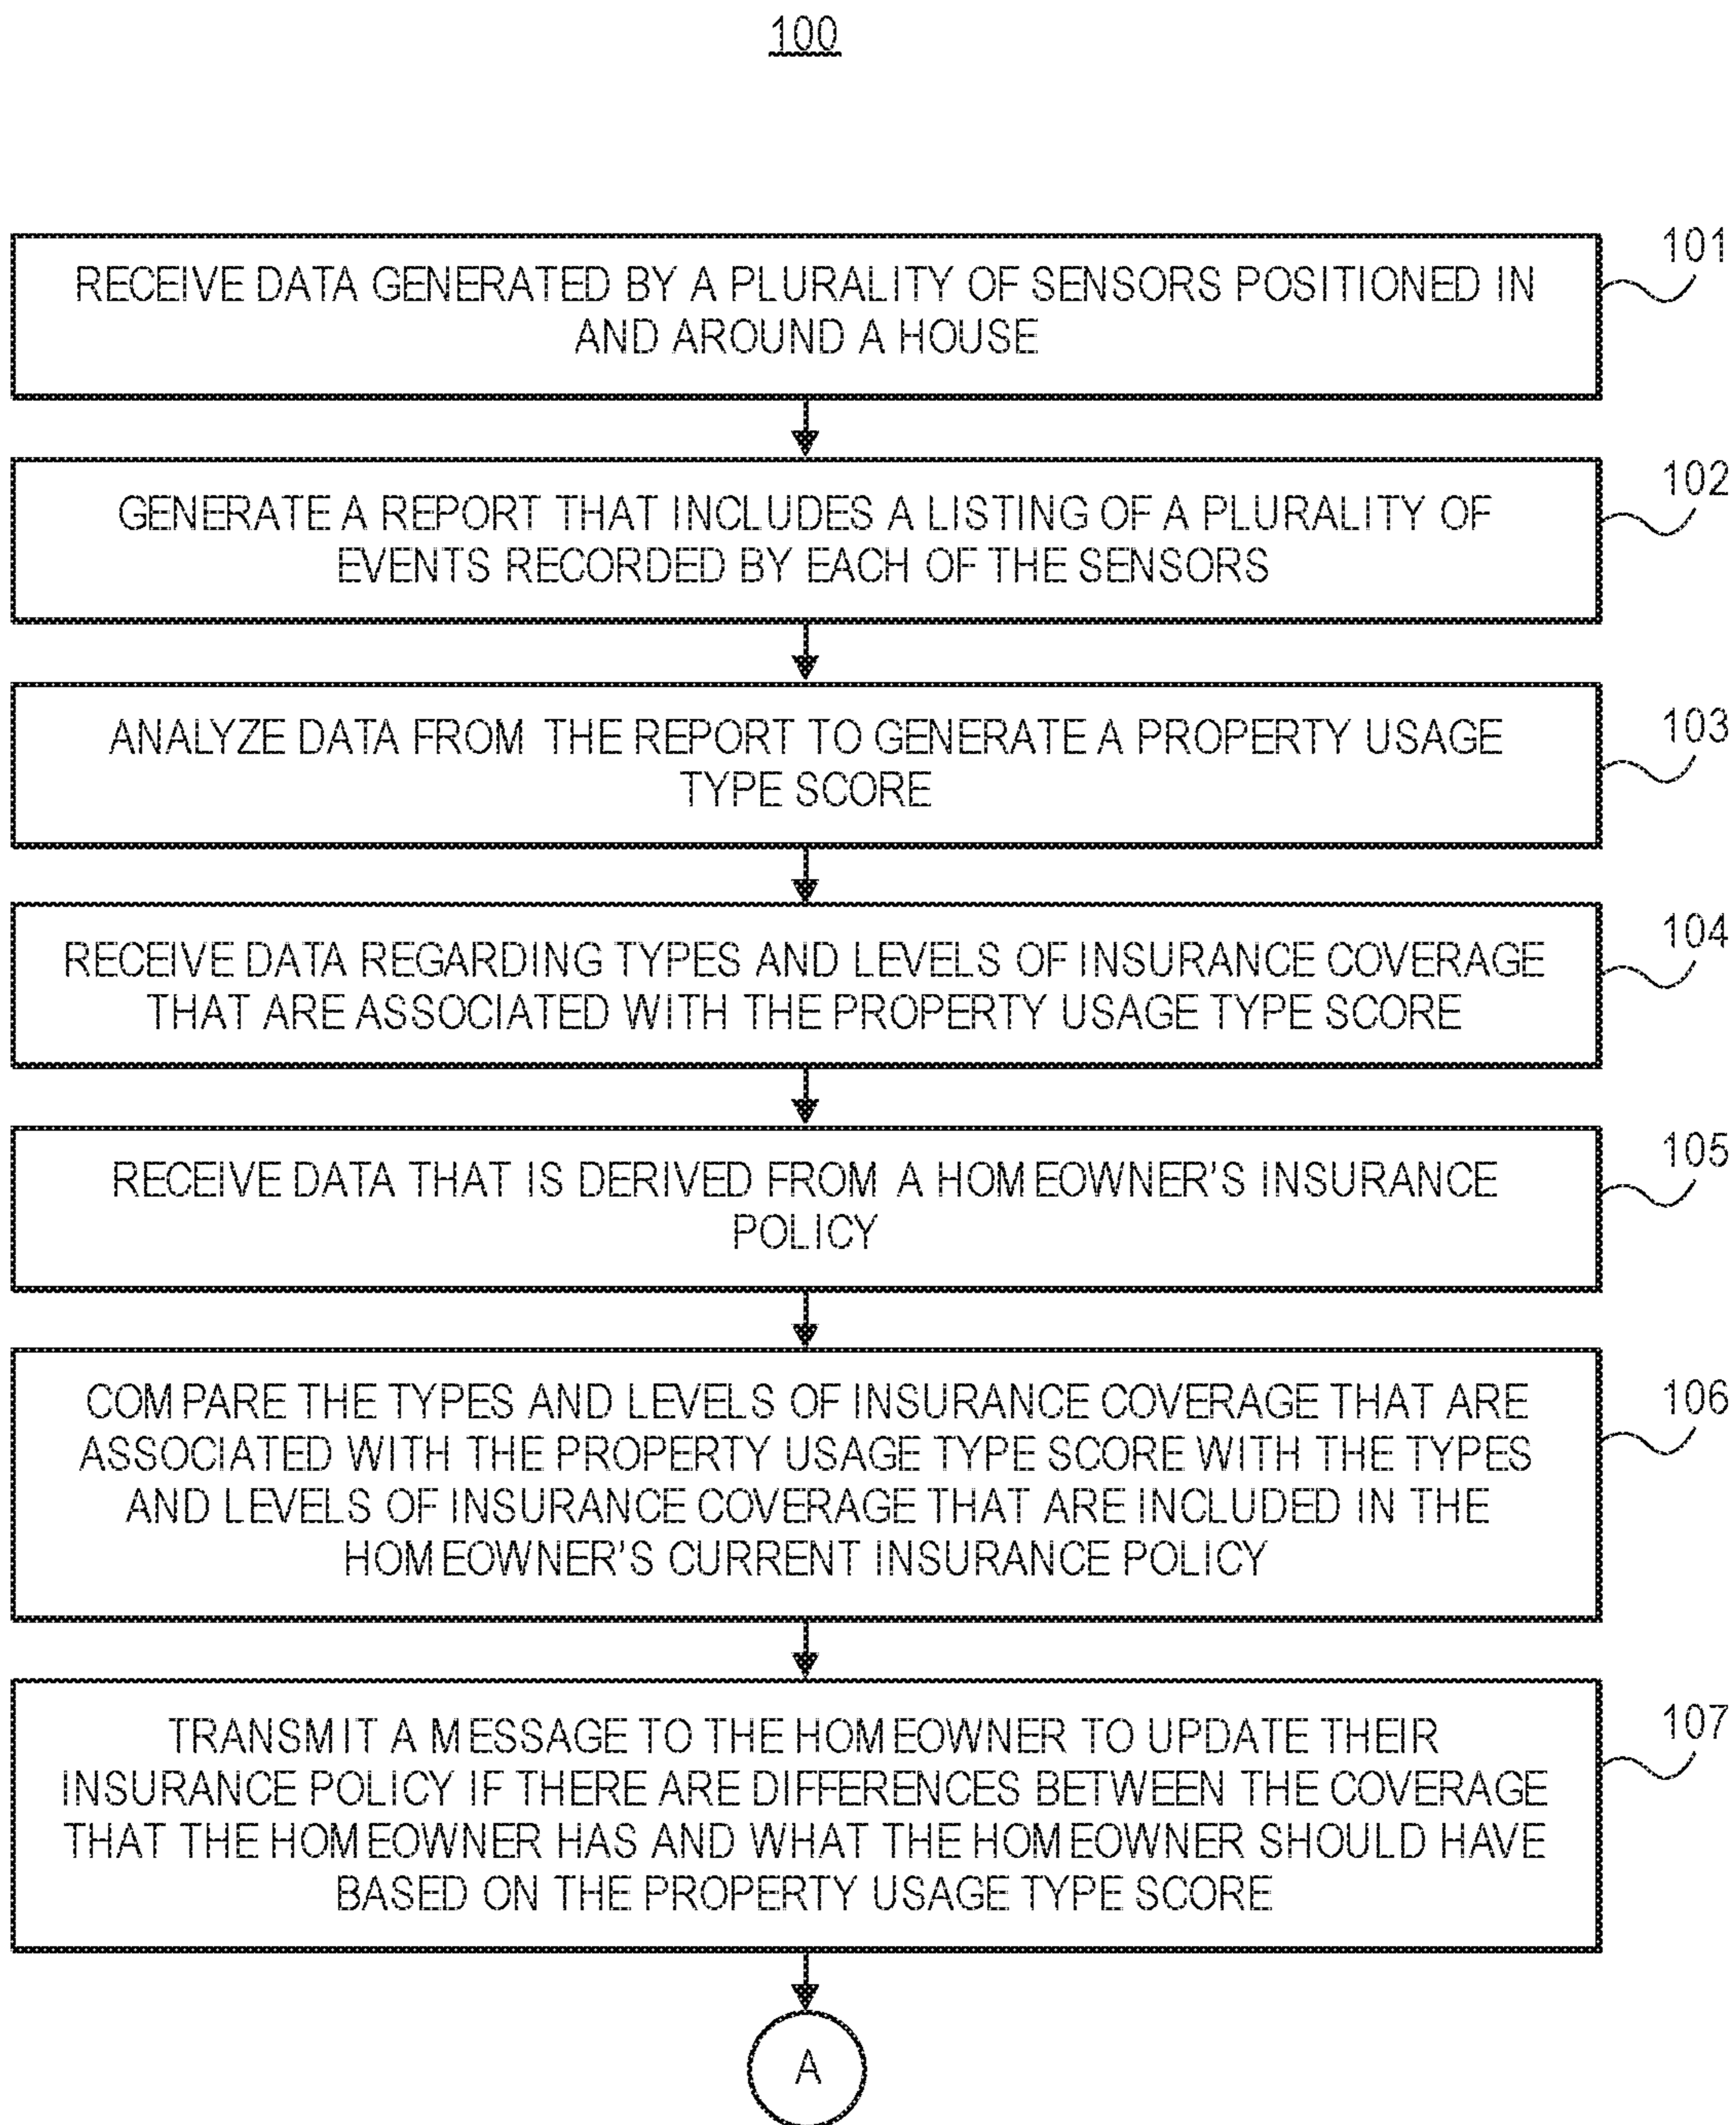 100
101
RECEIVE DATA GENERATED BY A PLURALITY OF SENSORS POSITIONED IN
AND AROUND A HOUSE
102
GENERATE A REPORT THAT INCLUDES A LISTING OF A PLURALITY OF
EVENTS RECORDED BY EACH OF THE SENSORS
103
ANALYZE DATA FROM THE REPORT TO GENERATE A PROPERTY USAGE
TYPE SCORE
104
RECEIVE DATA REGARDING TYPES AND LEVELS OF INSURANCE COVERAGE
THAT ARE ASSOCIATED WITH THE PROPERTY USAGE TYPE SCORE
105
RECEIVE DATA THAT IS DERIVED FROM A HOMEOWNER'S INSURANCE
POLICY
106
COMPARE THE TYPES AND LEVELS OF INSURANCE COVERAGE THAT ARE
ASSOCIATED WITH THE PROPERTY USAGE TYPE SCORE WITH THE TYPES
AND LEVELS OF INSURANCE COVERAGE THAT ARE INCLUDED IN THE
HOMEOWNER'S CURRENT INSURANCE POLICY
107
TRANSMIT A MESSAGE TO THE HOMEOWNER TO UPDATE THEIR
INSURANCE POLICY IF THERE ARE DIFFERENCES BETWEEN THE COVERAGE
THAT THE HOMEOWNER HAS AND WHAT THE HOMEOWNER SHOULD HAVE
BASED ON THE PROPERTY USAGE TYPE SCORE
A